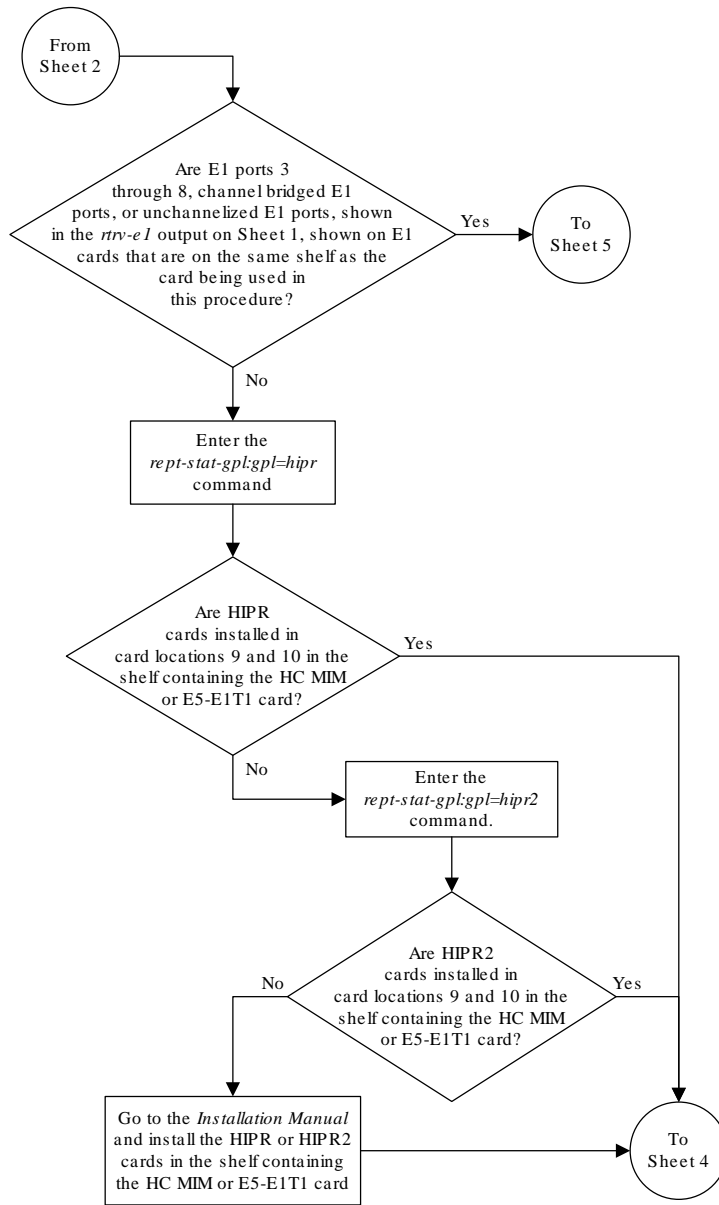 From
Sheet 2
Are E1 ports 3
through 8, channel bridged E1
ports, or unchannelized E1 ports, shown
in the rtrv-e1 output on Sheet 1, shown on E1
cards that are on the same shelf as the
card being used in
this procedure?
Yes
To
Sheet 5
No
Enter the
rept-stat-gpl:gpl=hipr
command
Are HIPR
cards installed in
card locations 9 and 10 in the
shelf containing the HC MIM
or E5-E1T1 card?
Yes
No
Enter the
rept-stat-gpl:gpl=hipr2
command.
Are HIPR2
cards installed in
card locations 9 and 10 in the
shelf containing the HC MIM
or E5-E1T1 card?
No
Yes
Go to the Installation Manual
and install the HIPR or HIPR2
cards in the shelf containing
the HC MIM or E5-E1T1 card
To
Sheet 4